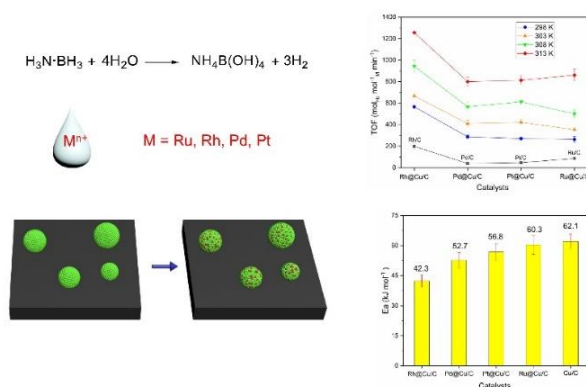 H₃N·BH₃ + 4H₂O → NH₄B(OH)₄ + 3H₂
Mⁿ⁺
M = Ru, Rh, Pd, Pt
1400
1200
1000
800
600
400
200
0
TOF (mol_H₂ mol⁻¹_M min⁻¹)
298 K
303 K
308 K
313 K
Rh/C
Pd/C
Pt/C
Ru/C
Rh@Cu/C Pd@Cu/C Pt@Cu/C Ru@Cu/C
Catalysts
75
60
45
30
15
0
Ea (kJ mol⁻¹)
42.3
52.7
56.8
60.3
62.1
Rh@Cu/C Pd@Cu/C Pt@Cu/C Ru@Cu/C Cu/C
Catalysts